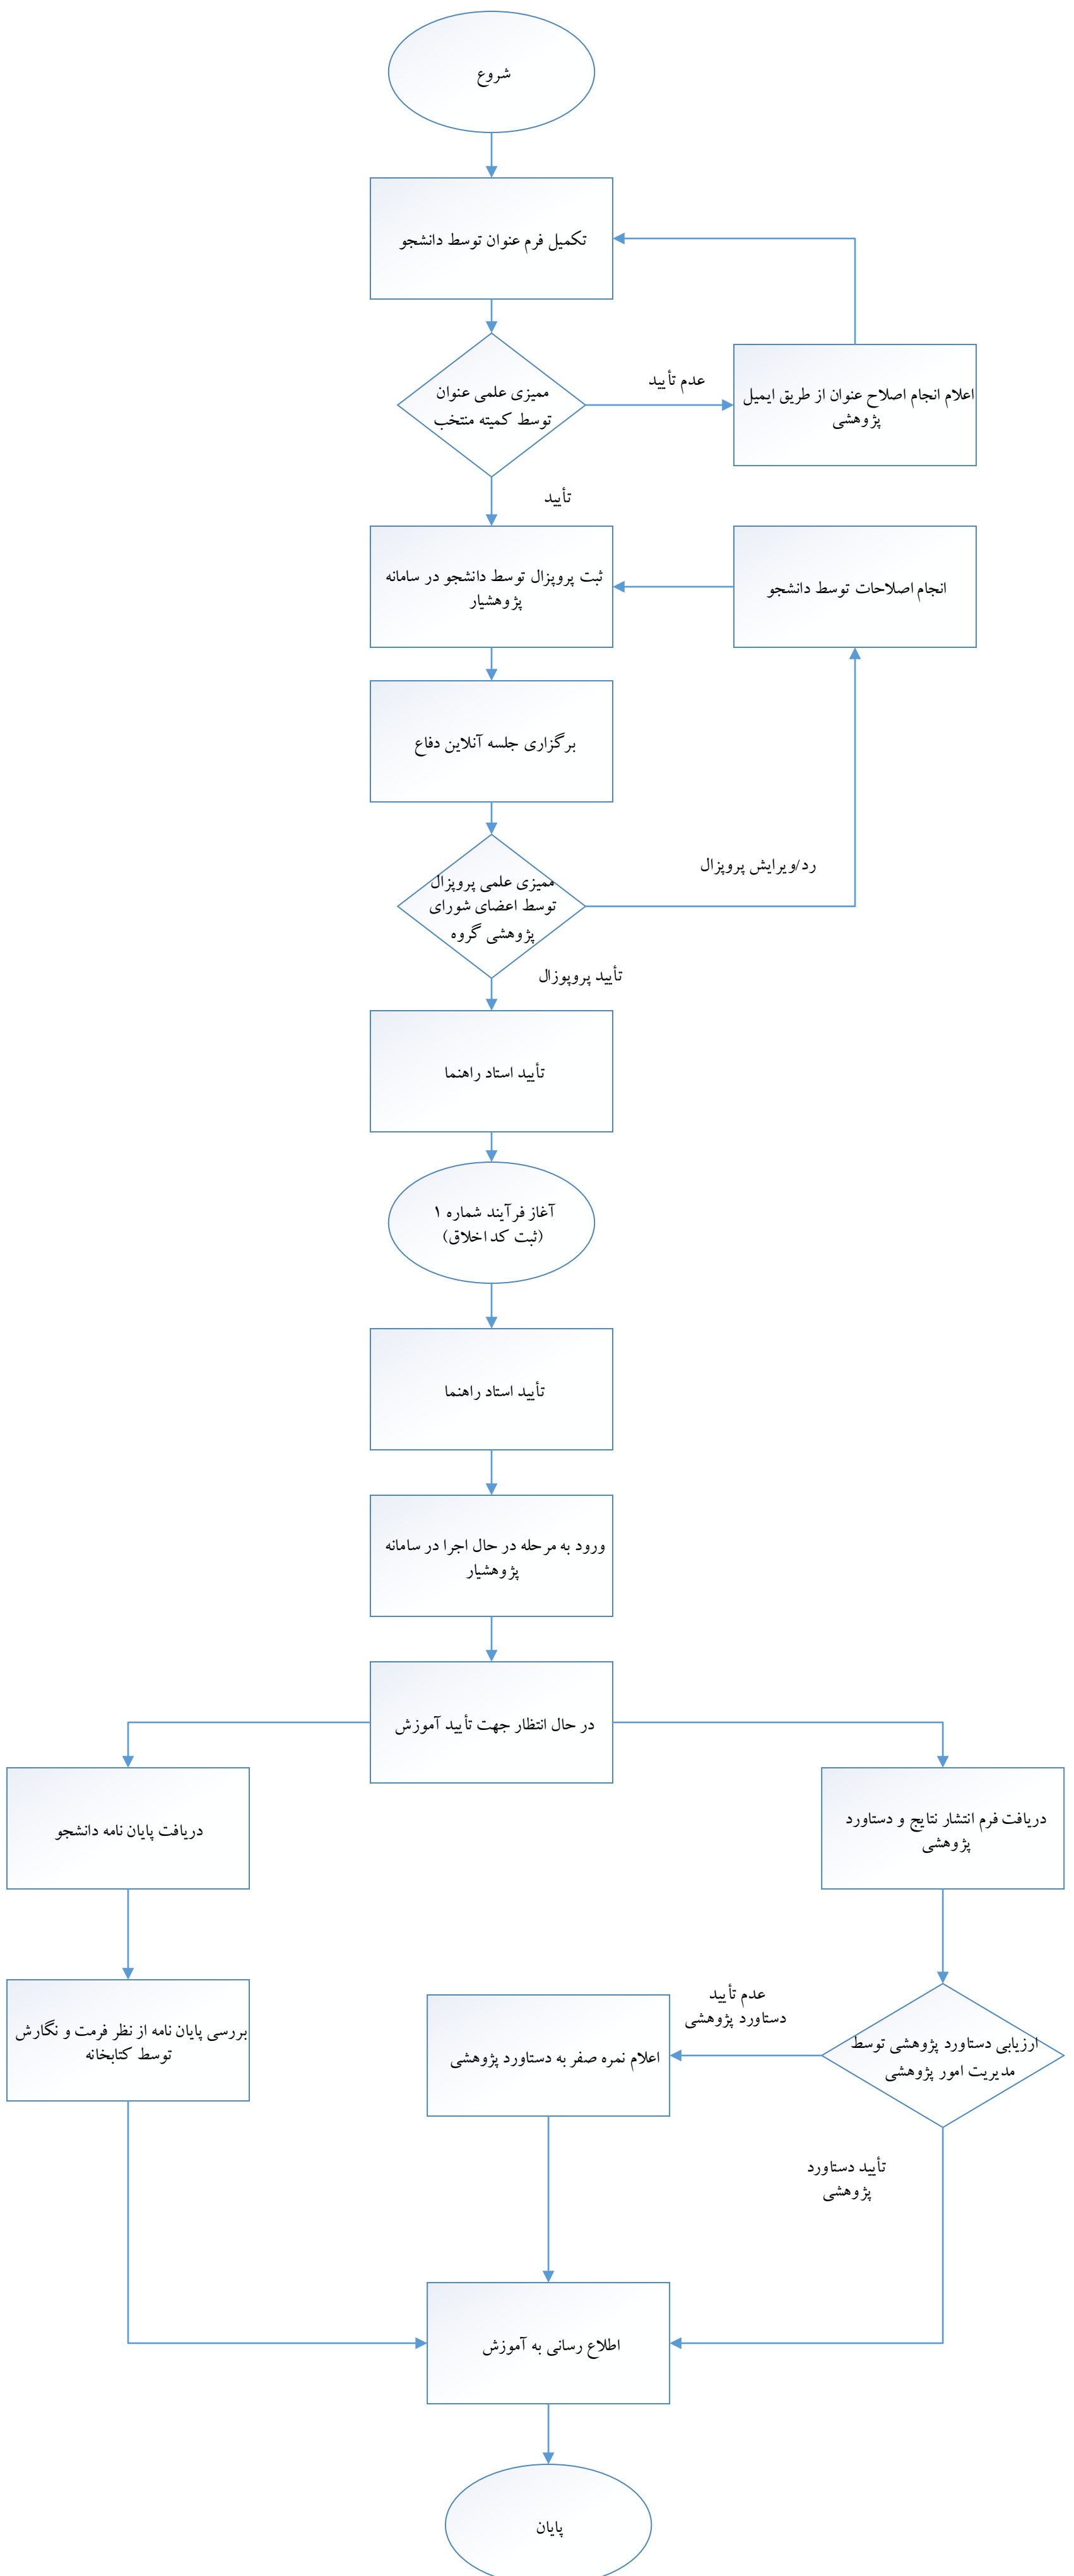 شروع
تکمیل فرم عنوان توسط دانشجو
ممیزی علمی عنوان
توسط کمیته منتخب
عدم تأیید
اعلام انجام اصلاح عنوان از طریق ایمیل
پژوهشی
تأیید
ثبت پروپزال توسط دانشجو در سامانه
پژوهشیار
انجام اصلاحات توسط دانشجو
برگزاری جلسه آنلاین دفاع
ممیزی علمی پروپزال
توسط اعضای شورای
پژوهشی گروه
رد/ویرایش پروپزال
تأیید پروپوزال
تأیید استاد راهنما
آغاز فرآیند شماره ۱
(ثبت کد اخلاق)
تأیید استاد راهنما
ورود به مرحله در حال اجرا در سامانه
پژوهشیار
در حال انتظار جهت تأیید آموزش
دریافت فرم انتشار نتایج و دستاورد
پژوهشی
دریافت پایان نامه دانشجو
ارزیابی دستاورد پژوهشی توسط
مدیریت امور پژوهشی
عدم تأیید
دستاورد پژوهشی
اعلام نمره صفر به دستاورد پژوهشی
بررسی پایان نامه از نظر فرمت و نگارش
توسط کتابخانه
تأیید دستاورد
پژوهشی
اطلاع رسانی به آموزش
پایان